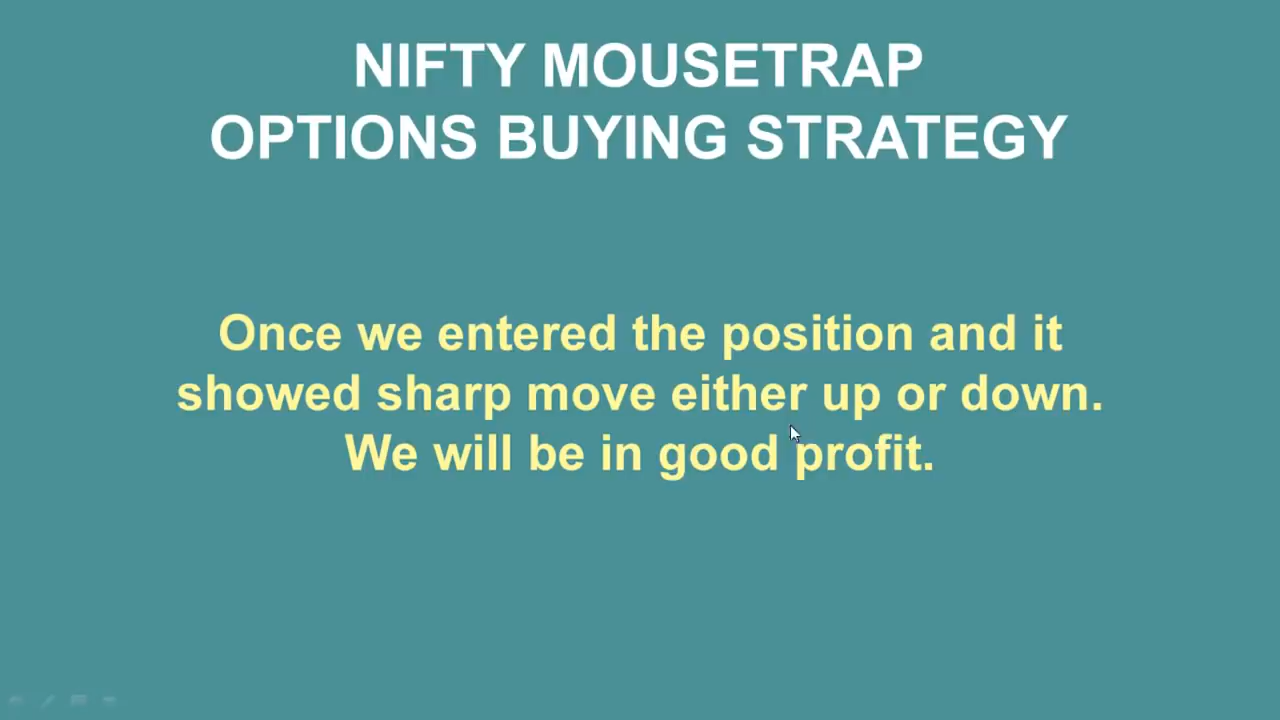 NIFTY MOUSETRAP
OPTIONS BUYING STRATEGY
Once we entered the position and it
showed sharp move either up or down.
We will be in good profit.